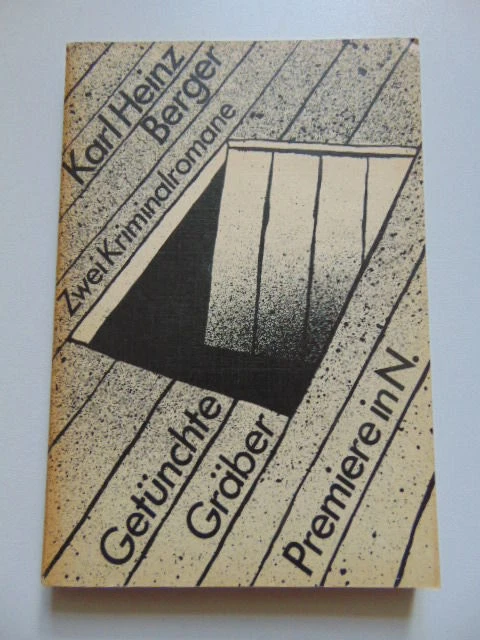 Karl Heinz
Berger
Zwei Kriminalromane
Getünchte
Gräber
Premiere in N.